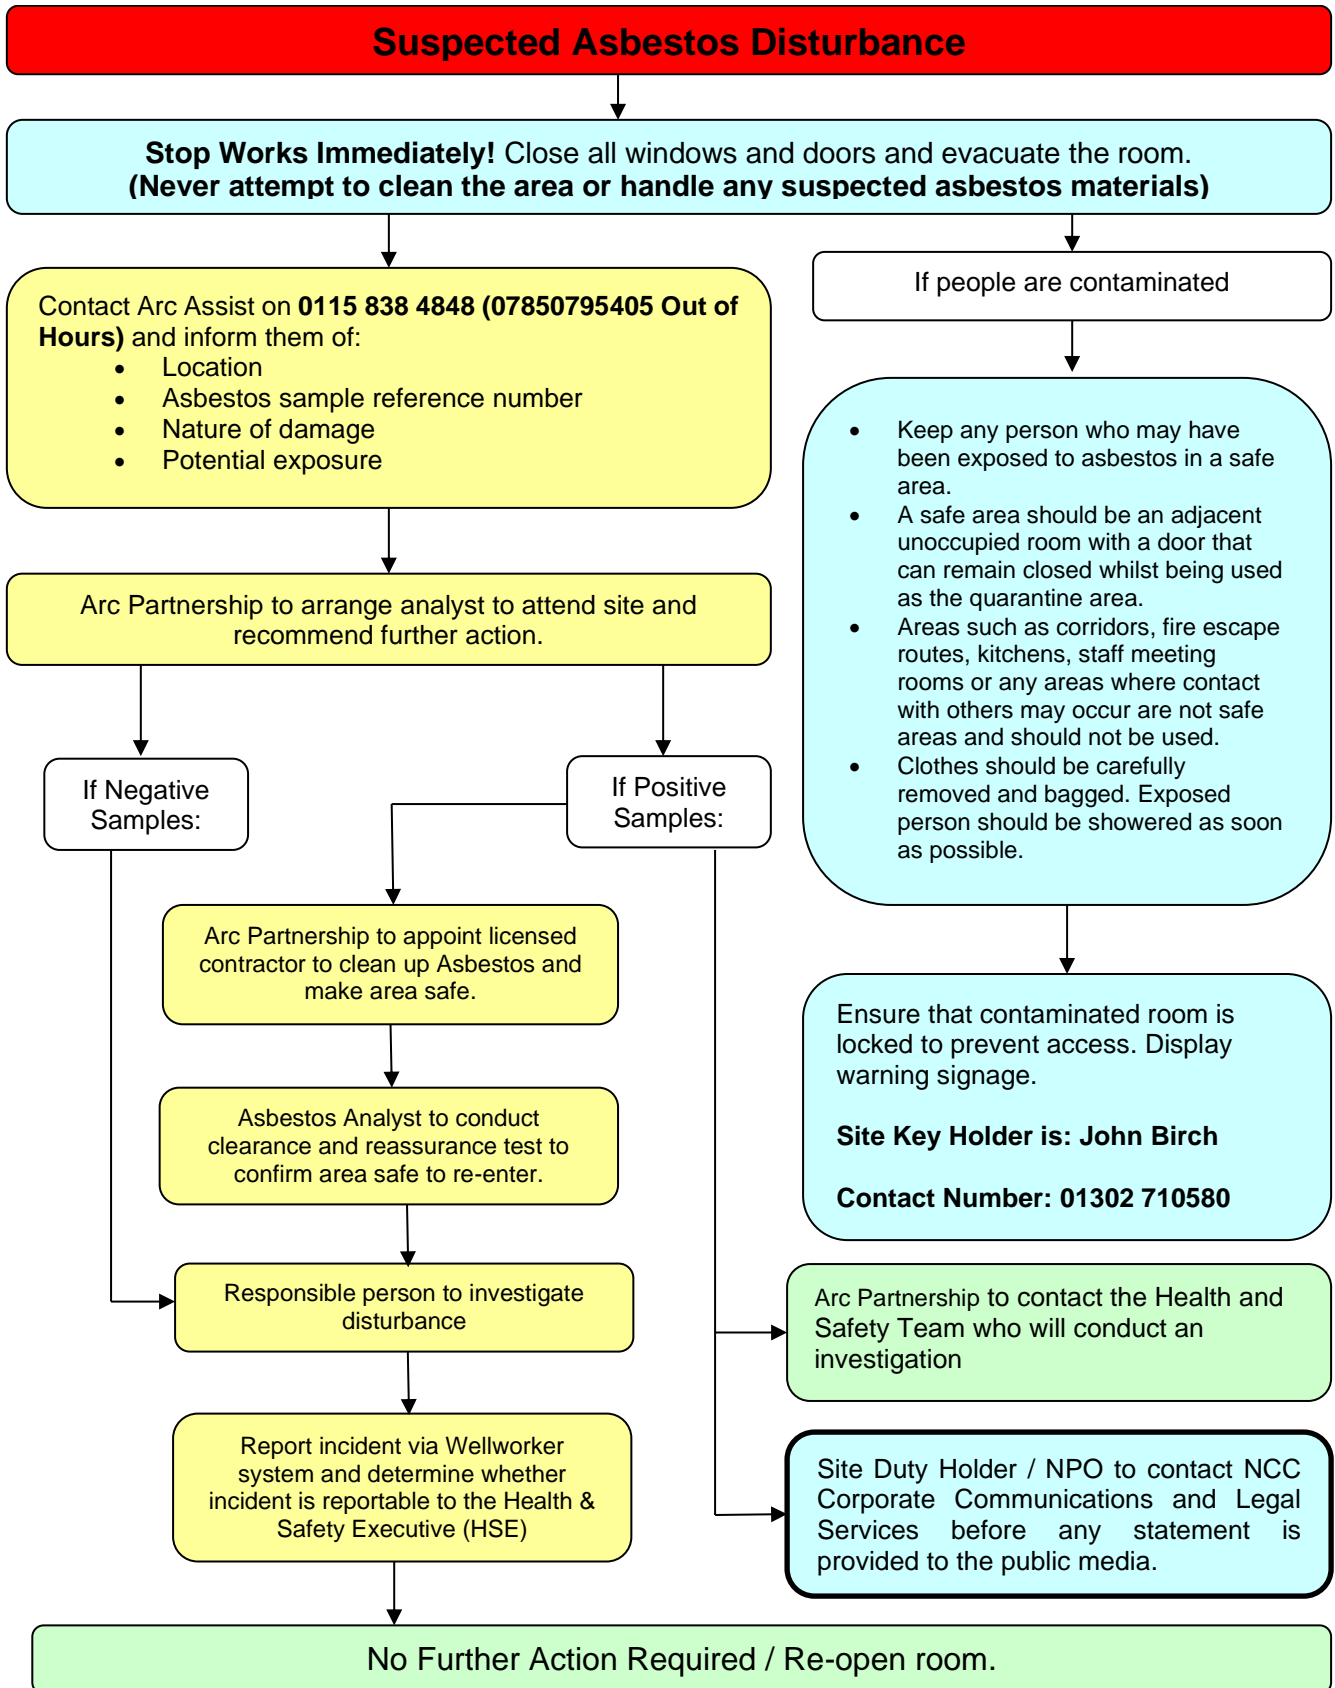 Suspected Asbestos Disturbance
Stop Works Immediately! Close all windows and doors and evacuate the room.
(Never attempt to clean the area or handle any suspected asbestos materials)
Contact Arc Assist on 0115 838 4848 (07850795405 Out of
Hours) and inform them of:
• Location
• Asbestos sample reference number
• Nature of damage
• Potential exposure
Arc Partnership to arrange analyst to attend site and
recommend further action.
If Negative
Samples:
If Positive
Samples:
Arc Partnership to appoint licensed
contractor to clean up Asbestos and
make area safe.
Asbestos Analyst to conduct
clearance and reassurance test to
confirm area safe to re-enter.
Responsible person to investigate
disturbance
Report incident via Wellworker
system and determine whether
incident is reportable to the Health &
Safety Executive (HSE)
If people are contaminated
• Keep any person who may have
been exposed to asbestos in a safe
area.
• A safe area should be an adjacent
unoccupied room with a door that
can remain closed whilst being used
as the quarantine area.
• Areas such as corridors, fire escape
routes, kitchens, staff meeting
rooms or any areas where contact
with others may occur are not safe
areas and should not be used.
• Clothes should be carefully
removed and bagged. Exposed
person should be showered as soon
as possible.
Ensure that contaminated room is
locked to prevent access. Display
warning signage.
Site Key Holder is: John Birch
Contact Number: 01302 710580
Arc Partnership to contact the Health and
Safety Team who will conduct an
investigation
Site Duty Holder / NPO to contact NCC
Corporate Communications and Legal
Services before any statement is
provided to the public media.
No Further Action Required / Re-open room.